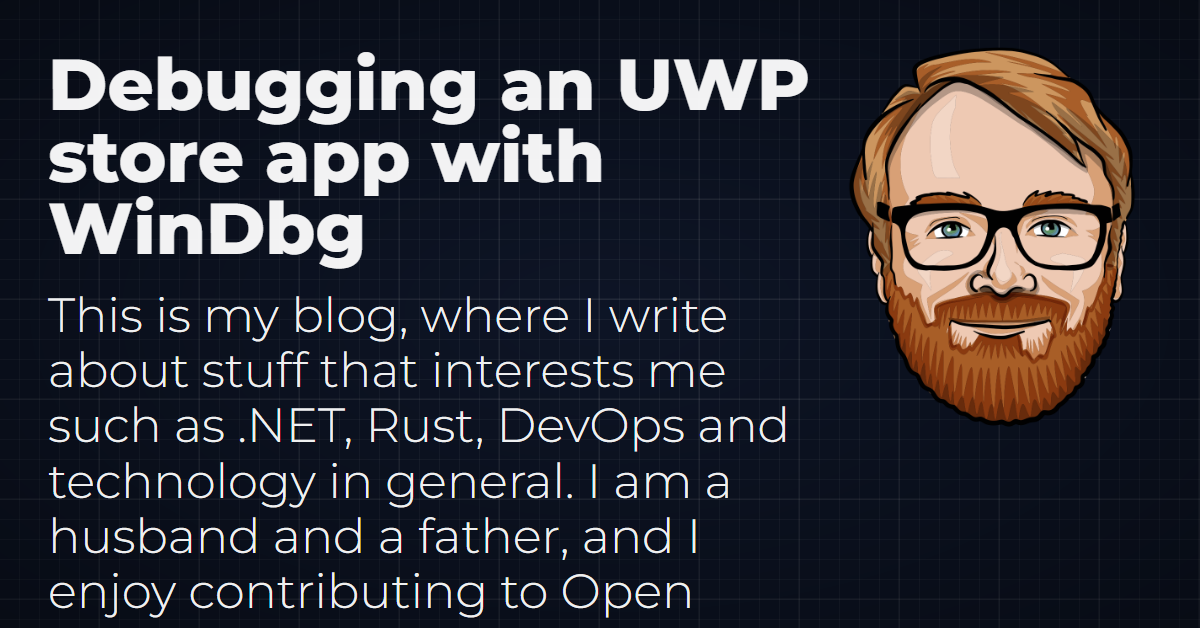 Debugging an UWP
store app with
WinDbg
This is my blog, where I write
about stuff that interests me
such as .NET, Rust, DevOps and
technology in general. I am a
husband and a father, and I
enjoy contributing to Open